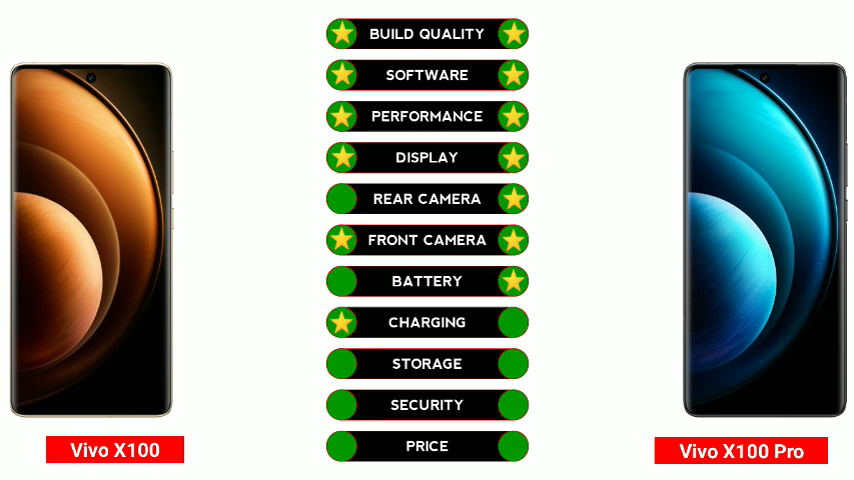 BUILD QUALITY
SOFTWARE
PERFORMANCE
DISPLAY
REAR CAMERA
FRONT CAMERA
BATTERY
CHARGING
STORAGE
SECURITY
PRICE
Vivo X100
Vivo X100 Pro